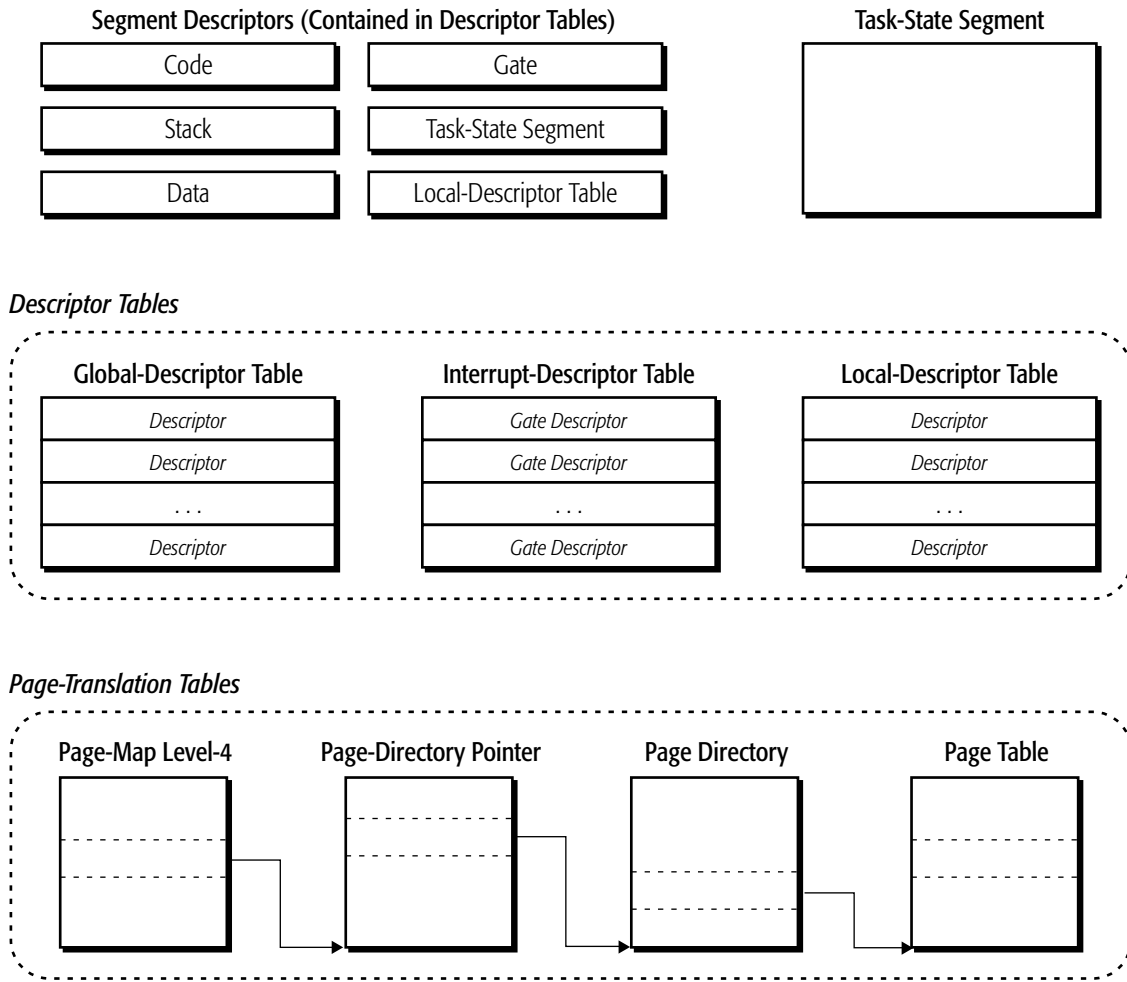 Segment Descriptors (Contained in Descriptor Tables)
Task-State Segment
Code
Gate
Stack
Task-State Segment
Data
Local-Descriptor Table
Descriptor Tables
Global-Descriptor Table
Interrupt-Descriptor Table
Local-Descriptor Table
Descriptor
Gate Descriptor
Descriptor
Descriptor
Gate Descriptor
Descriptor
. . .
. . .
. . .
Descriptor
Gate Descriptor
Descriptor
Page-Translation Tables
Page-Map Level-4
Page-Directory Pointer
Page Directory
Page Table